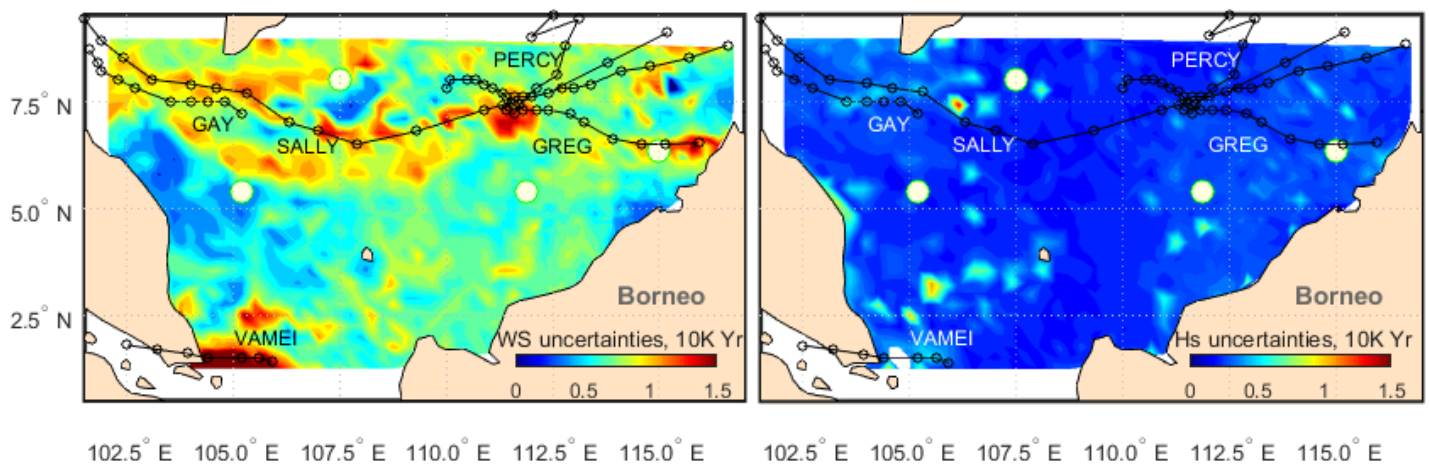 PERCY
7.5° N
GAY
SALLY
GREG
5.0° N
Borneo
2.5° N
VAMEI
WS uncertainties, 10K Yr
0 0.5 1 1.5
102.5° E 105.0° E 107.5° E 110.0° E 112.5° E 115.0° E
PERCY
GAY
SALLY
GREG
Borneo
VAMEI
Hs uncertainties, 10K Yr
0 0.5 1 1.5
102.5° E 105.0° E 107.5° E 110.0° E 112.5° E 115.0° E